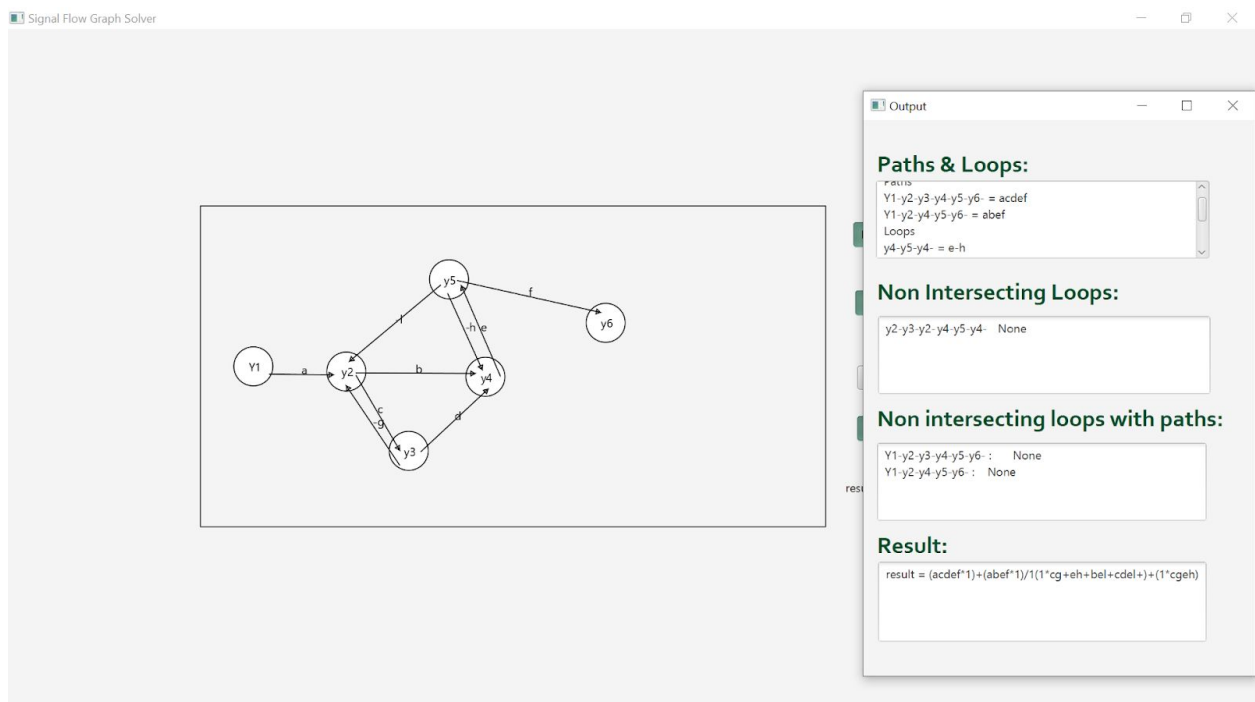 Signal Flow Graph Solver
y5
f
y6
-l
-h e
Y1
a
y2
b
y4
c
-g
d
y3
resu
Output
Paths & Loops:
Paths
Y1-y2-y3-y4-y5-y6- = acdef
Y1-y2-y4-y5-y6- = abef
Loops
y4-y5-y4- = e-h
Non Intersecting Loops:
y2-y3-y2-y4-y5-y4- None
Non intersecting loops with paths:
Y1-y2-y3-y4-y5-y6- : None
Y1-y2-y4-y5-y6- : None
Result:
result = (acdef*1)+(abef*1)/1(1*cg+eh+bel+cdel+)+(1*cgeh)